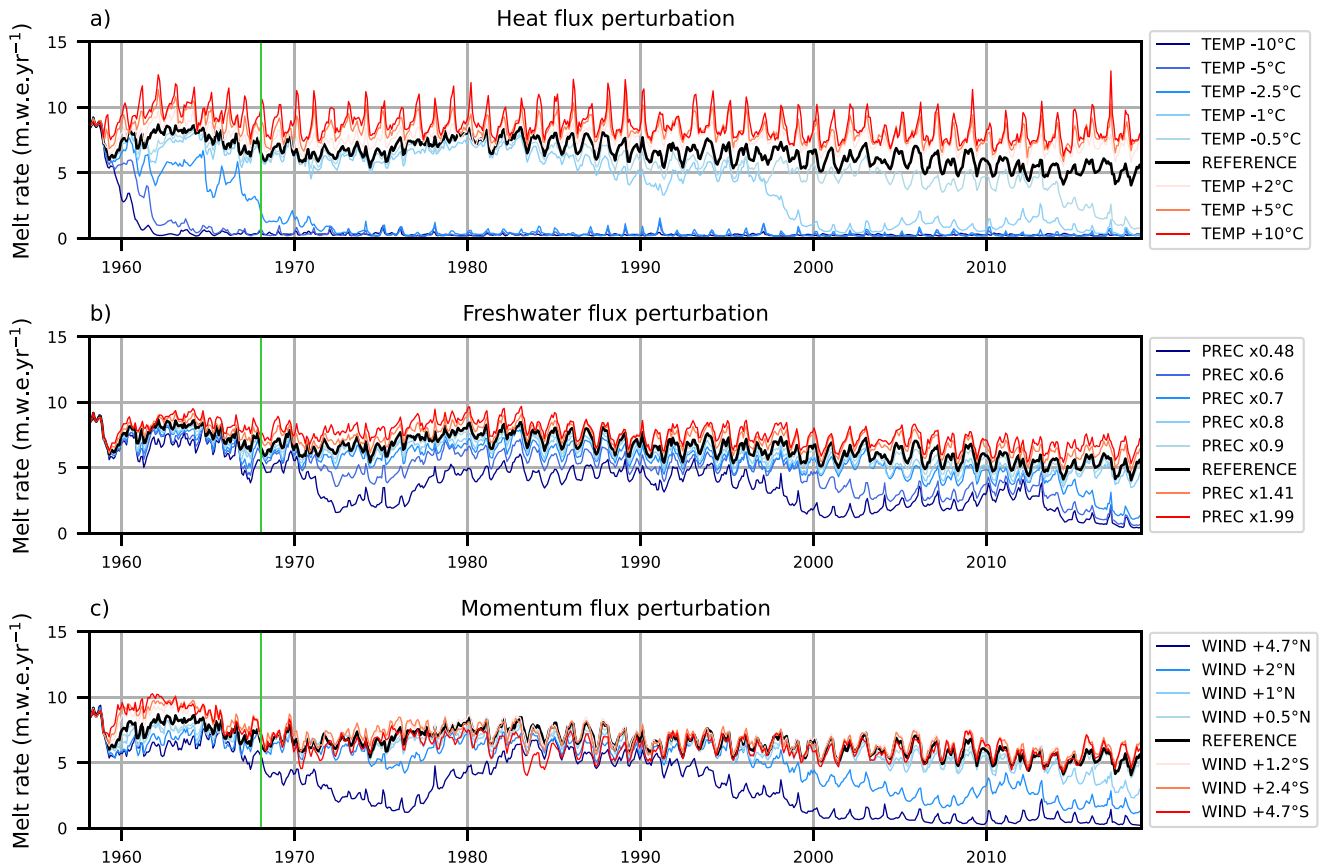 a)
Heat flux perturbation
Melt rate (m.w.e.yr⁻¹)
15
10
5
0
1960 1970 1980 1990 2000 2010
TEMP -10°C
TEMP -5°C
TEMP -2.5°C
TEMP -1°C
TEMP -0.5°C
REFERENCE
TEMP +2°C
TEMP +5°C
TEMP +10°C
b)
Freshwater flux perturbation
Melt rate (m.w.e.yr⁻¹)
15
10
5
0
1960 1970 1980 1990 2000 2010
PREC x0.48
PREC x0.6
PREC x0.7
PREC x0.8
PREC x0.9
REFERENCE
PREC x1.41
PREC x1.99
c)
Momentum flux perturbation
Melt rate (m.w.e.yr⁻¹)
15
10
5
0
1960 1970 1980 1990 2000 2010
WIND +4.7°N
WIND +2°N
WIND +1°N
WIND +0.5°N
REFERENCE
WIND +1.2°S
WIND +2.4°S
WIND +4.7°S